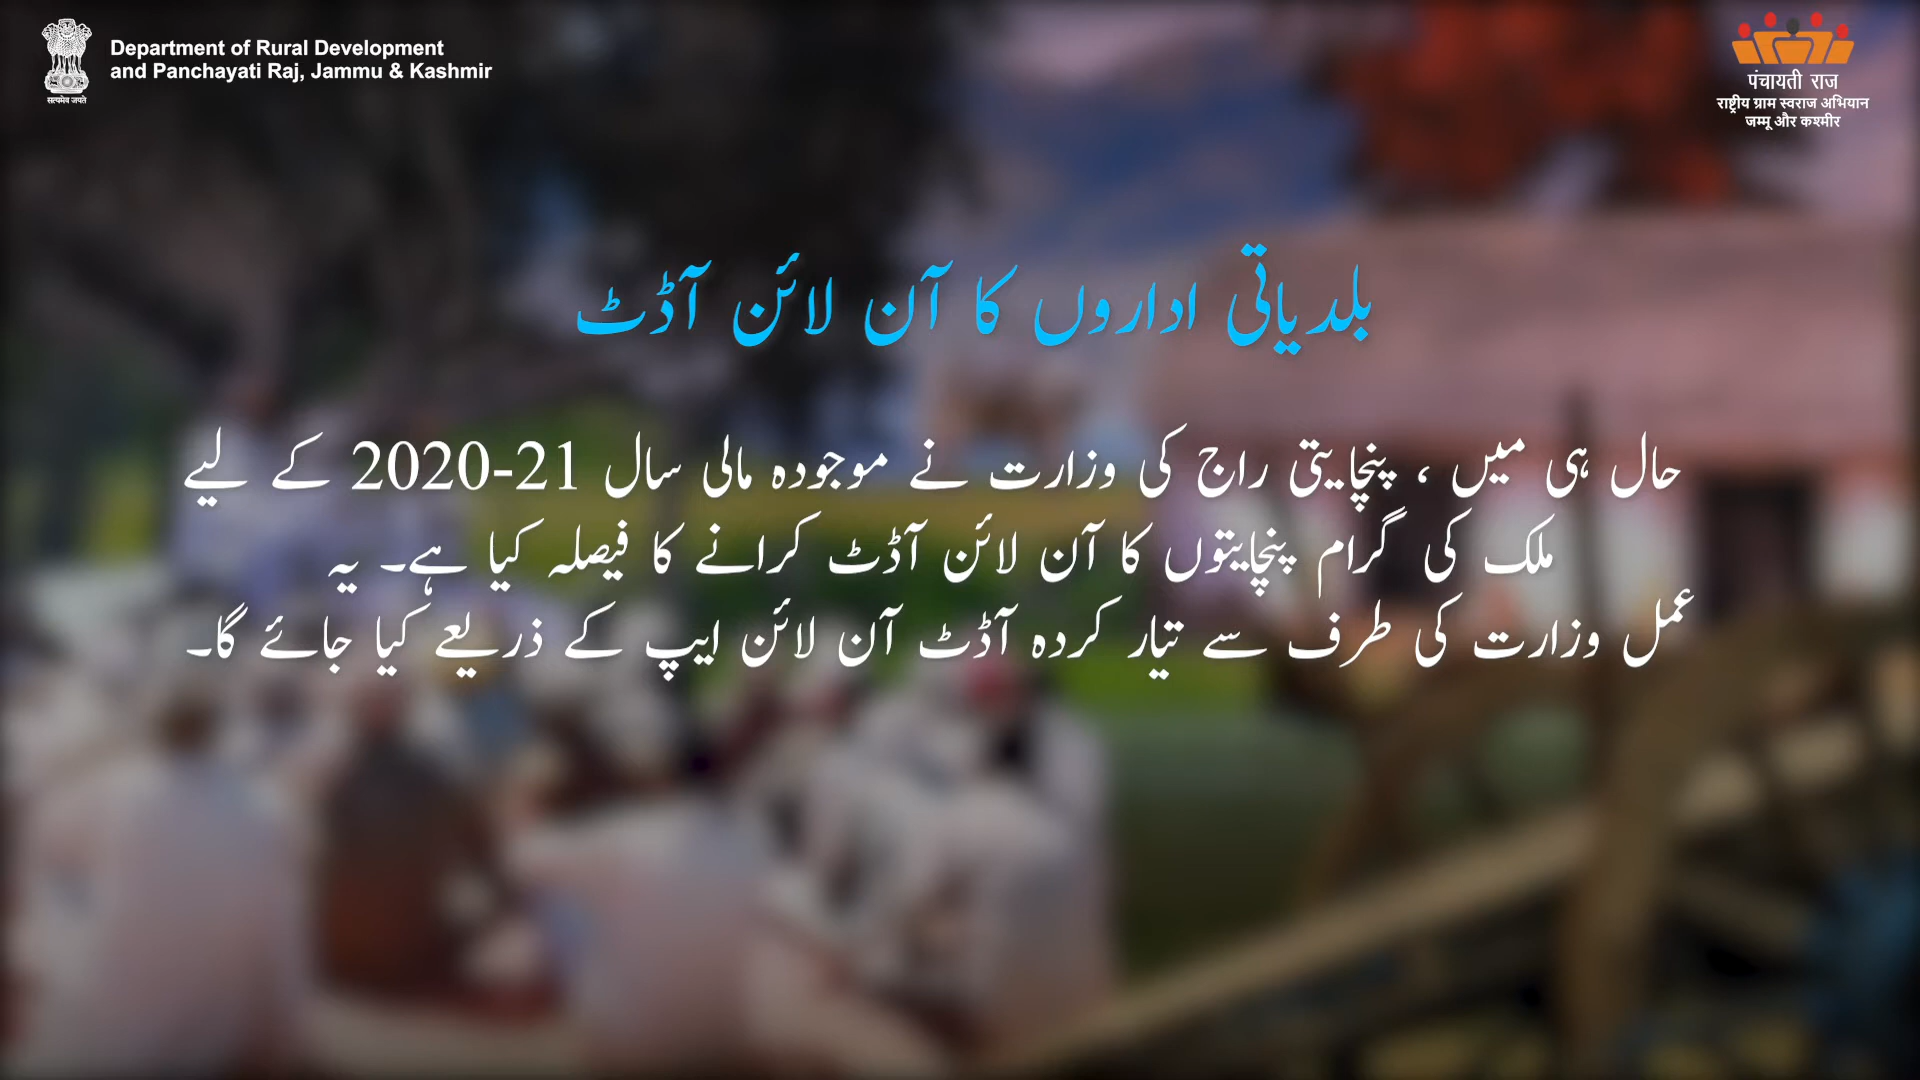 Department of Rural Development
and Panchayati Raj, Jammu & Kashmir
सत्यमेव जयते
पंचायती राज
राष्ट्रीय ग्राम स्वराज अभियान
जम्मू और कश्मीर
بلدیاتی اداروں کا آن لائن آڈٹ
حال ہی میں ، پنچایتی راج کی وزارت نے موجودہ مالی سال 21-2020 کے لیے
ملک کی گرام پنچایتوں کا آن لائن آڈٹ کرانے کا فیصلہ کیا ہے۔ یہ
عمل وزارت کی طرف سے تیار کردہ آڈٹ آن لائن ایپ کے ذریعے کیا جائے گا۔